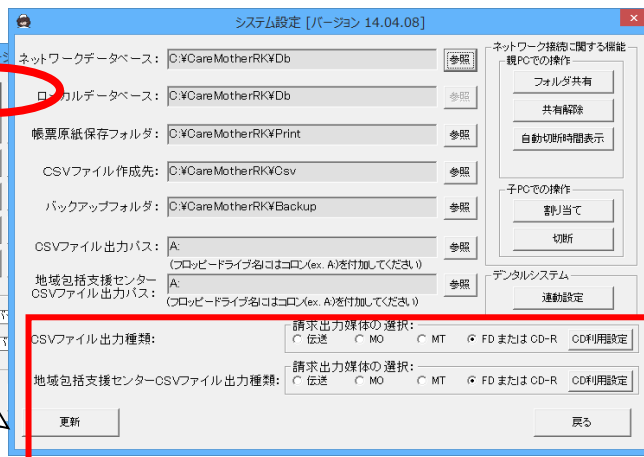 システム設定 [バージョン 14.04.08]
ネットワークデータベース: C:¥CareMotherRK¥Db 参照
ローカルデータベース: C:¥CareMotherRK¥Db 参照
帳票原紙保存フォルダ: C:¥CareMotherRK¥Print 参照
CSVファイル作成先: C:¥CareMotherRK¥Csv 参照
バックアップフォルダ: C:¥CareMotherRK¥Backup 参照
CSVファイル出力パス: A: 参照
(フロッピードライブ名にはコロン(ex. A:)を付加してください)
地域包括支援センター
CSVファイル出力パス: A: 参照
(フロッピードライブ名にはコロン(ex. A:)を付加してください)
ネットワーク接続に関する機能
親PCでの操作
フォルダ共有
共有解除
自動切断時間表示
子PCでの操作
割り当て
切断
デンタルシステム
連動設定
請求出力媒体の選択:
CSVファイル出力種類: 伝送 MO MT FD または CD-R CD利用設定
請求出力媒体の選択:
地域包括支援センターCSVファイル出力種類: 伝送 MO MT FD または CD-R CD利用設定
更新 戻る